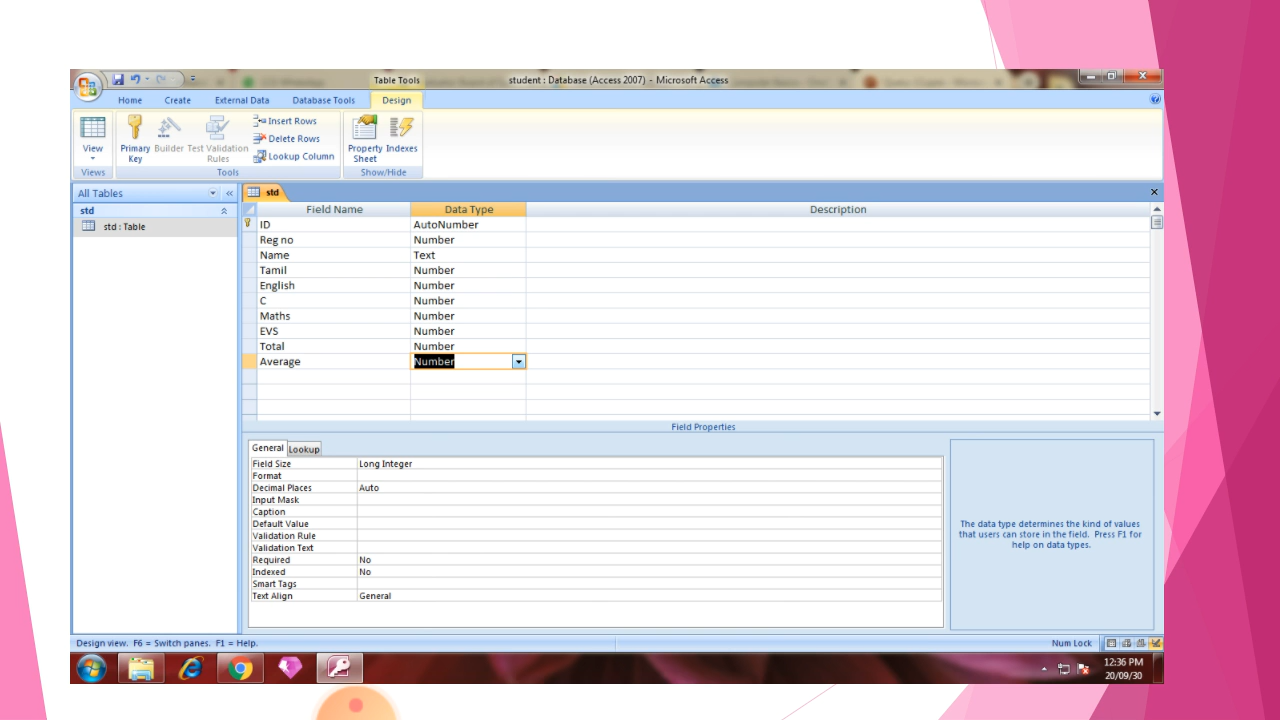 Table Tools student : Database (Access 2007) - Microsoft Access
Home Create External Data Database Tools Design
View
Primary Key
Builder
Test Validation Rules
Insert Rows
Delete Rows
Lookup Column
Property Sheet
Indexes
Views Tools Show/Hide
All Tables
std
std : Table
std
Field Name Data Type Description
ID AutoNumber
Reg no Number
Name Text
Tamil Number
English Number
C Number
Maths Number
EVS Number
Total Number
Average Number
Field Properties
General Lookup
Field Size Long Integer
Format
Decimal Places Auto
Input Mask
Caption
Default Value
Validation Rule
Validation Text
Required No
Indexed No
Smart Tags
Text Align General
The data type determines the kind of values
that users can store in the field. Press F1 for
help on data types.
Design view. F6 = Switch panes. F1 = Help. Num Lock
12:36 PM
20/09/30